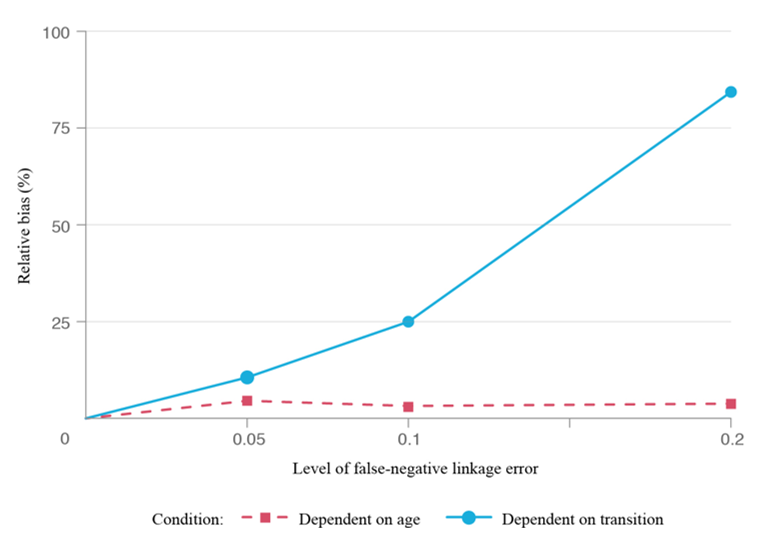 100
75
50
25
0
Relative bias (%)
0.05
0.1
0.2
Level of false-negative linkage error
Condition: Dependent on age Dependent on transition